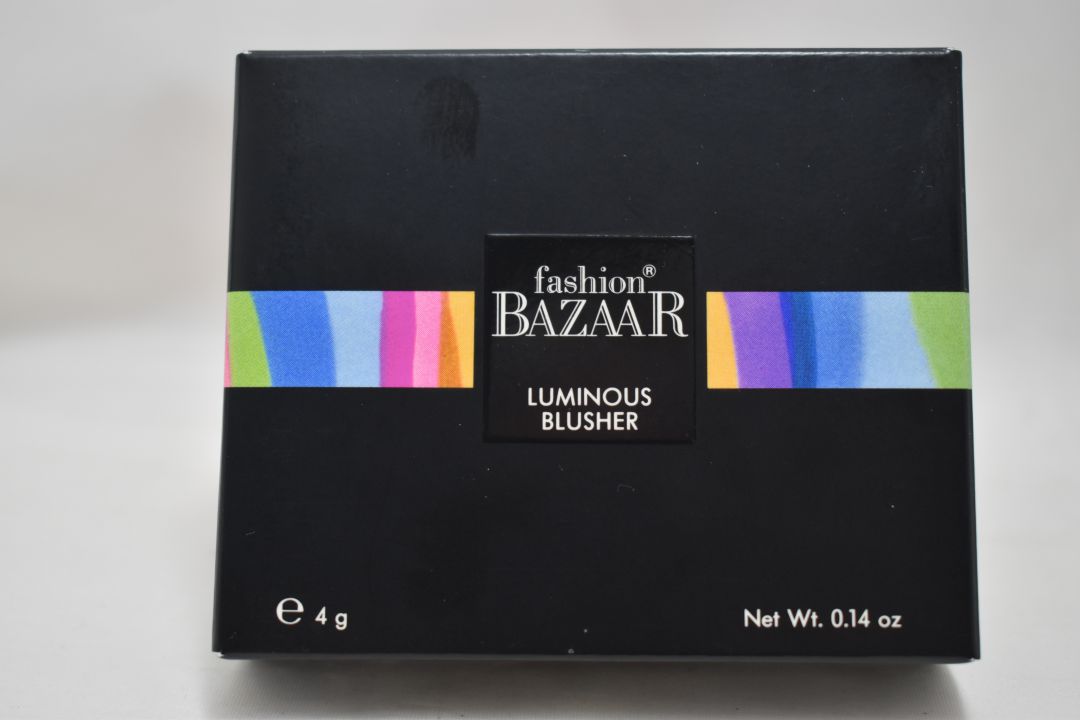 fashion®
BAZAAR
LUMINOUS
BLUSHER
℮ 4 g
Net Wt. 0.14 oz